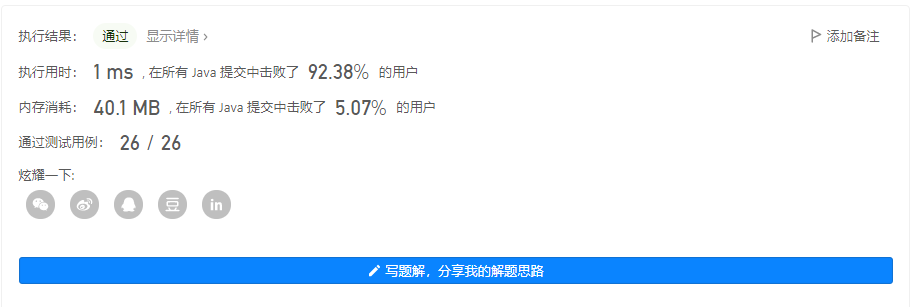 执行结果： 通过 显示详情 › 添加备注
执行用时： 1 ms , 在所有 Java 提交中击败了 92.38% 的用户
内存消耗： 40.1 MB , 在所有 Java 提交中击败了 5.07% 的用户
通过测试用例： 26 / 26
炫耀一下:
豆 in
写题解，分享我的解题思路